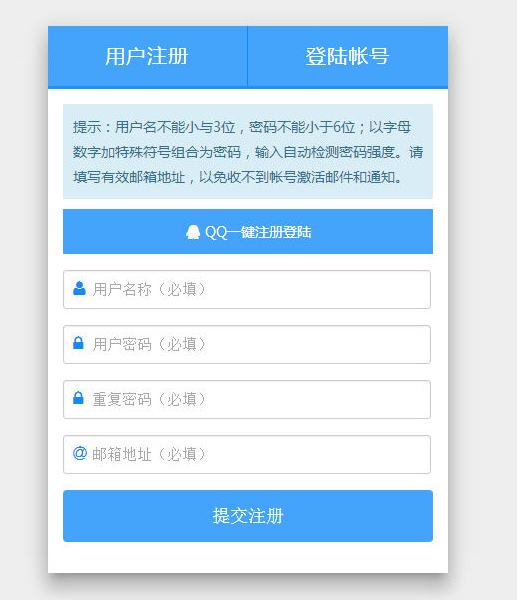 用户注册
登陆帐号
提示：用户名不能小与3位，密码不能小于6位；以字母
数字加特殊符号组合为密码，输入自动检测密码强度。请
填写有效邮箱地址，以免收不到帐号激活邮件和通知。
QQ一键注册登陆
用户名称（必填）
用户密码（必填）
重复密码（必填）
@ 邮箱地址（必填）
提交注册